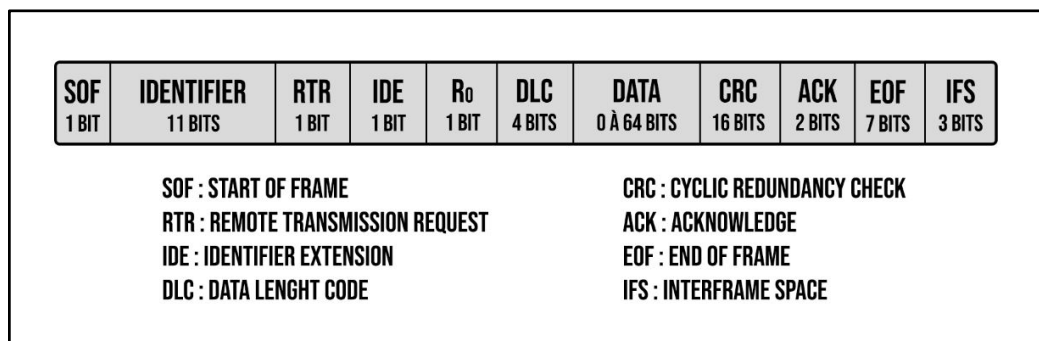 SOF IDENTIFIER RTR IDE R0 DLC DATA CRC ACK EOF IFS
1 BIT 11 BITS 1 BIT 1 BIT 1 BIT 4 BITS 0 À 64 BITS 16 BITS 2 BITS 7 BITS 3 BITS
SOF : START OF FRAME
RTR : REMOTE TRANSMISSION REQUEST
IDE : IDENTIFIER EXTENSION
DLC : DATA LENGHT CODE
CRC : CYCLIC REDUNDANCY CHECK
ACK : ACKNOWLEDGE
EOF : END OF FRAME
IFS : INTERFRAME SPACE